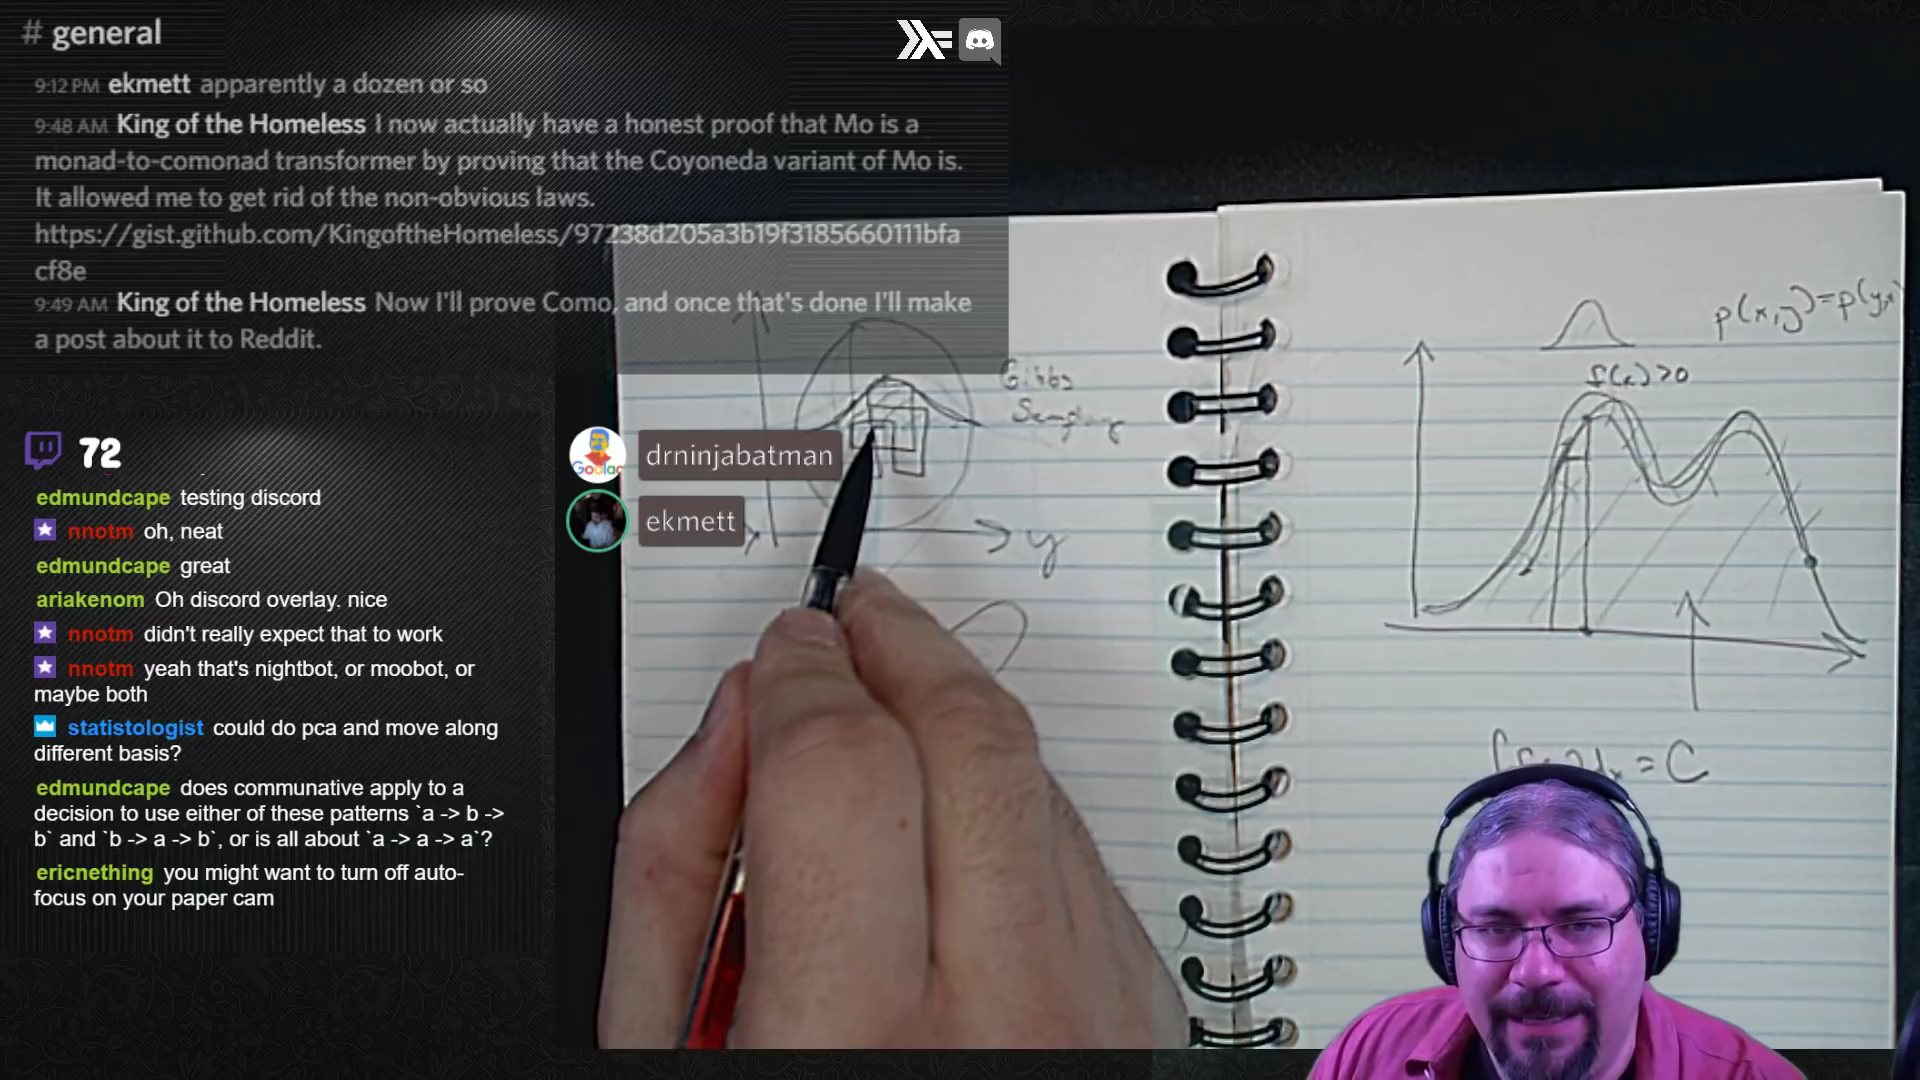 # general
9:12 PM ekmett apparently a dozen or so
9:48 AM King of the Homeless I now actually have a honest proof that Mo is a
monad-to-comonad transformer by proving that the Coyoneda variant of Mo is.
It allowed me to get rid of the non-obvious laws.
https://gist.github.com/KingoftheHomeless/97238d205a3b19f3185660111bfa
cf8e
9:49 AM King of the Homeless Now I'll prove Como, and once that's done I'll make
a post about it to Reddit.
72
edmundcape testing discord
nnotm oh, neat
edmundcape great
ariakenom Oh discord overlay. nice
nnotm didn't really expect that to work
nnotm yeah that's nightbot, or moobot, or
maybe both
statistologist could do pca and move along
different basis?
edmundcape does communative apply to a
decision to use either of these patterns `a -> b ->
b` and `b -> a -> b`, or is all about `a -> a -> a`?
ericnething you might want to turn off auto-
focus on your paper cam
drninjabatman
ekmett
Gibbs
Sampling
y
p(x,y)=p(y,x
f(x)>0
= C